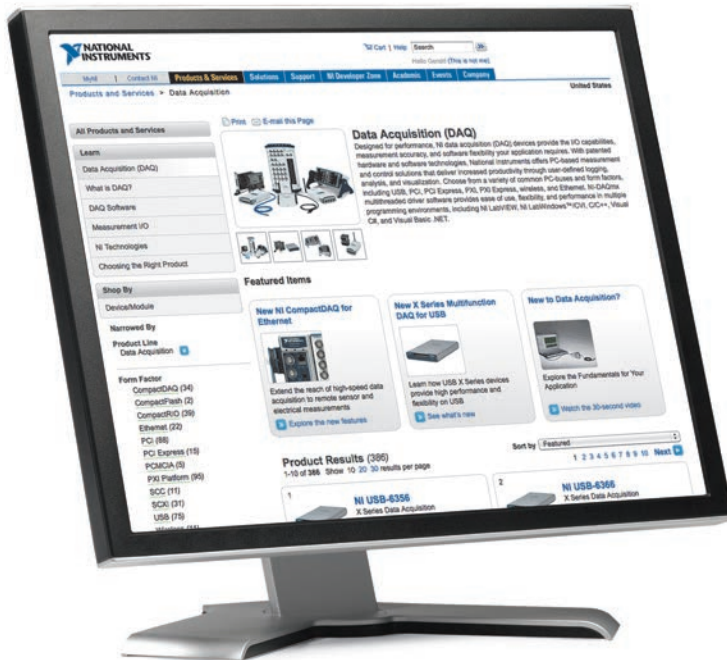 NATIONAL
INSTRUMENTS
Cart | Help Search
Hello Gerald (This is not me)
MyNI | Contact NI Products & Services Solutions Support NI Developer Zone Academic Events Company
United States
Products and Services > Data Acquisition
All Products and Services
Learn
Data Acquisition (DAQ)
What is DAQ?
DAQ Software
Measurement I/O
NI Technologies
Choosing the Right Product
Shop By
Device/Module
Narrowed By
Product Line
Data Acquisition
Form Factor
CompactDAQ (34)
CompactFlash (2)
CompactRIO (39)
Ethernet (22)
PCI (88)
PCI Express (15)
PCMCIA (5)
PXI Platform (95)
SCC (11)
SCXI (31)
USB (75)
Print E-mail this Page
Data Acquisition (DAQ)
Designed for performance, NI data acquisition (DAQ) devices provide the I/O capabilities,
measurement accuracy, and software flexibility your application requires. With patented
hardware and software technologies, National Instruments offers PC-based measurement
and control solutions that deliver increased productivity through user-defined logging,
analysis, and visualization. Choose from a variety of common PC-buses and form factors,
including USB, PCI, PCI Express, PXI, PXI Express, wireless, and Ethernet. NI-DAQmx
multithreaded driver software provides ease of use, flexibility, and performance in multiple
programming environments, including NI LabVIEW, NI LabWindows™/CVI, C/C++, Visual
C#, and Visual Basic .NET.
Featured Items
New NI CompactDAQ for
Ethernet
Extend the reach of high-speed data
acquisition to remote sensor and
electrical measurements
Explore the new features
New X Series Multifunction
DAQ for USB
Learn how USB X Series devices
provide high performance and
flexibility on USB
See what's new
New to Data Acquisition?
Explore the Fundamentals for Your
Application
Watch the 30-second video
Product Results (386)
1-10 of 386 Show 10 20 30 results per page
Sort by Featured
1 2 3 4 5 6 7 8 9 10 Next
1
NI USB-6356
X Series Data Acquisition
2
NI USB-6366
X Series Data Acquisition